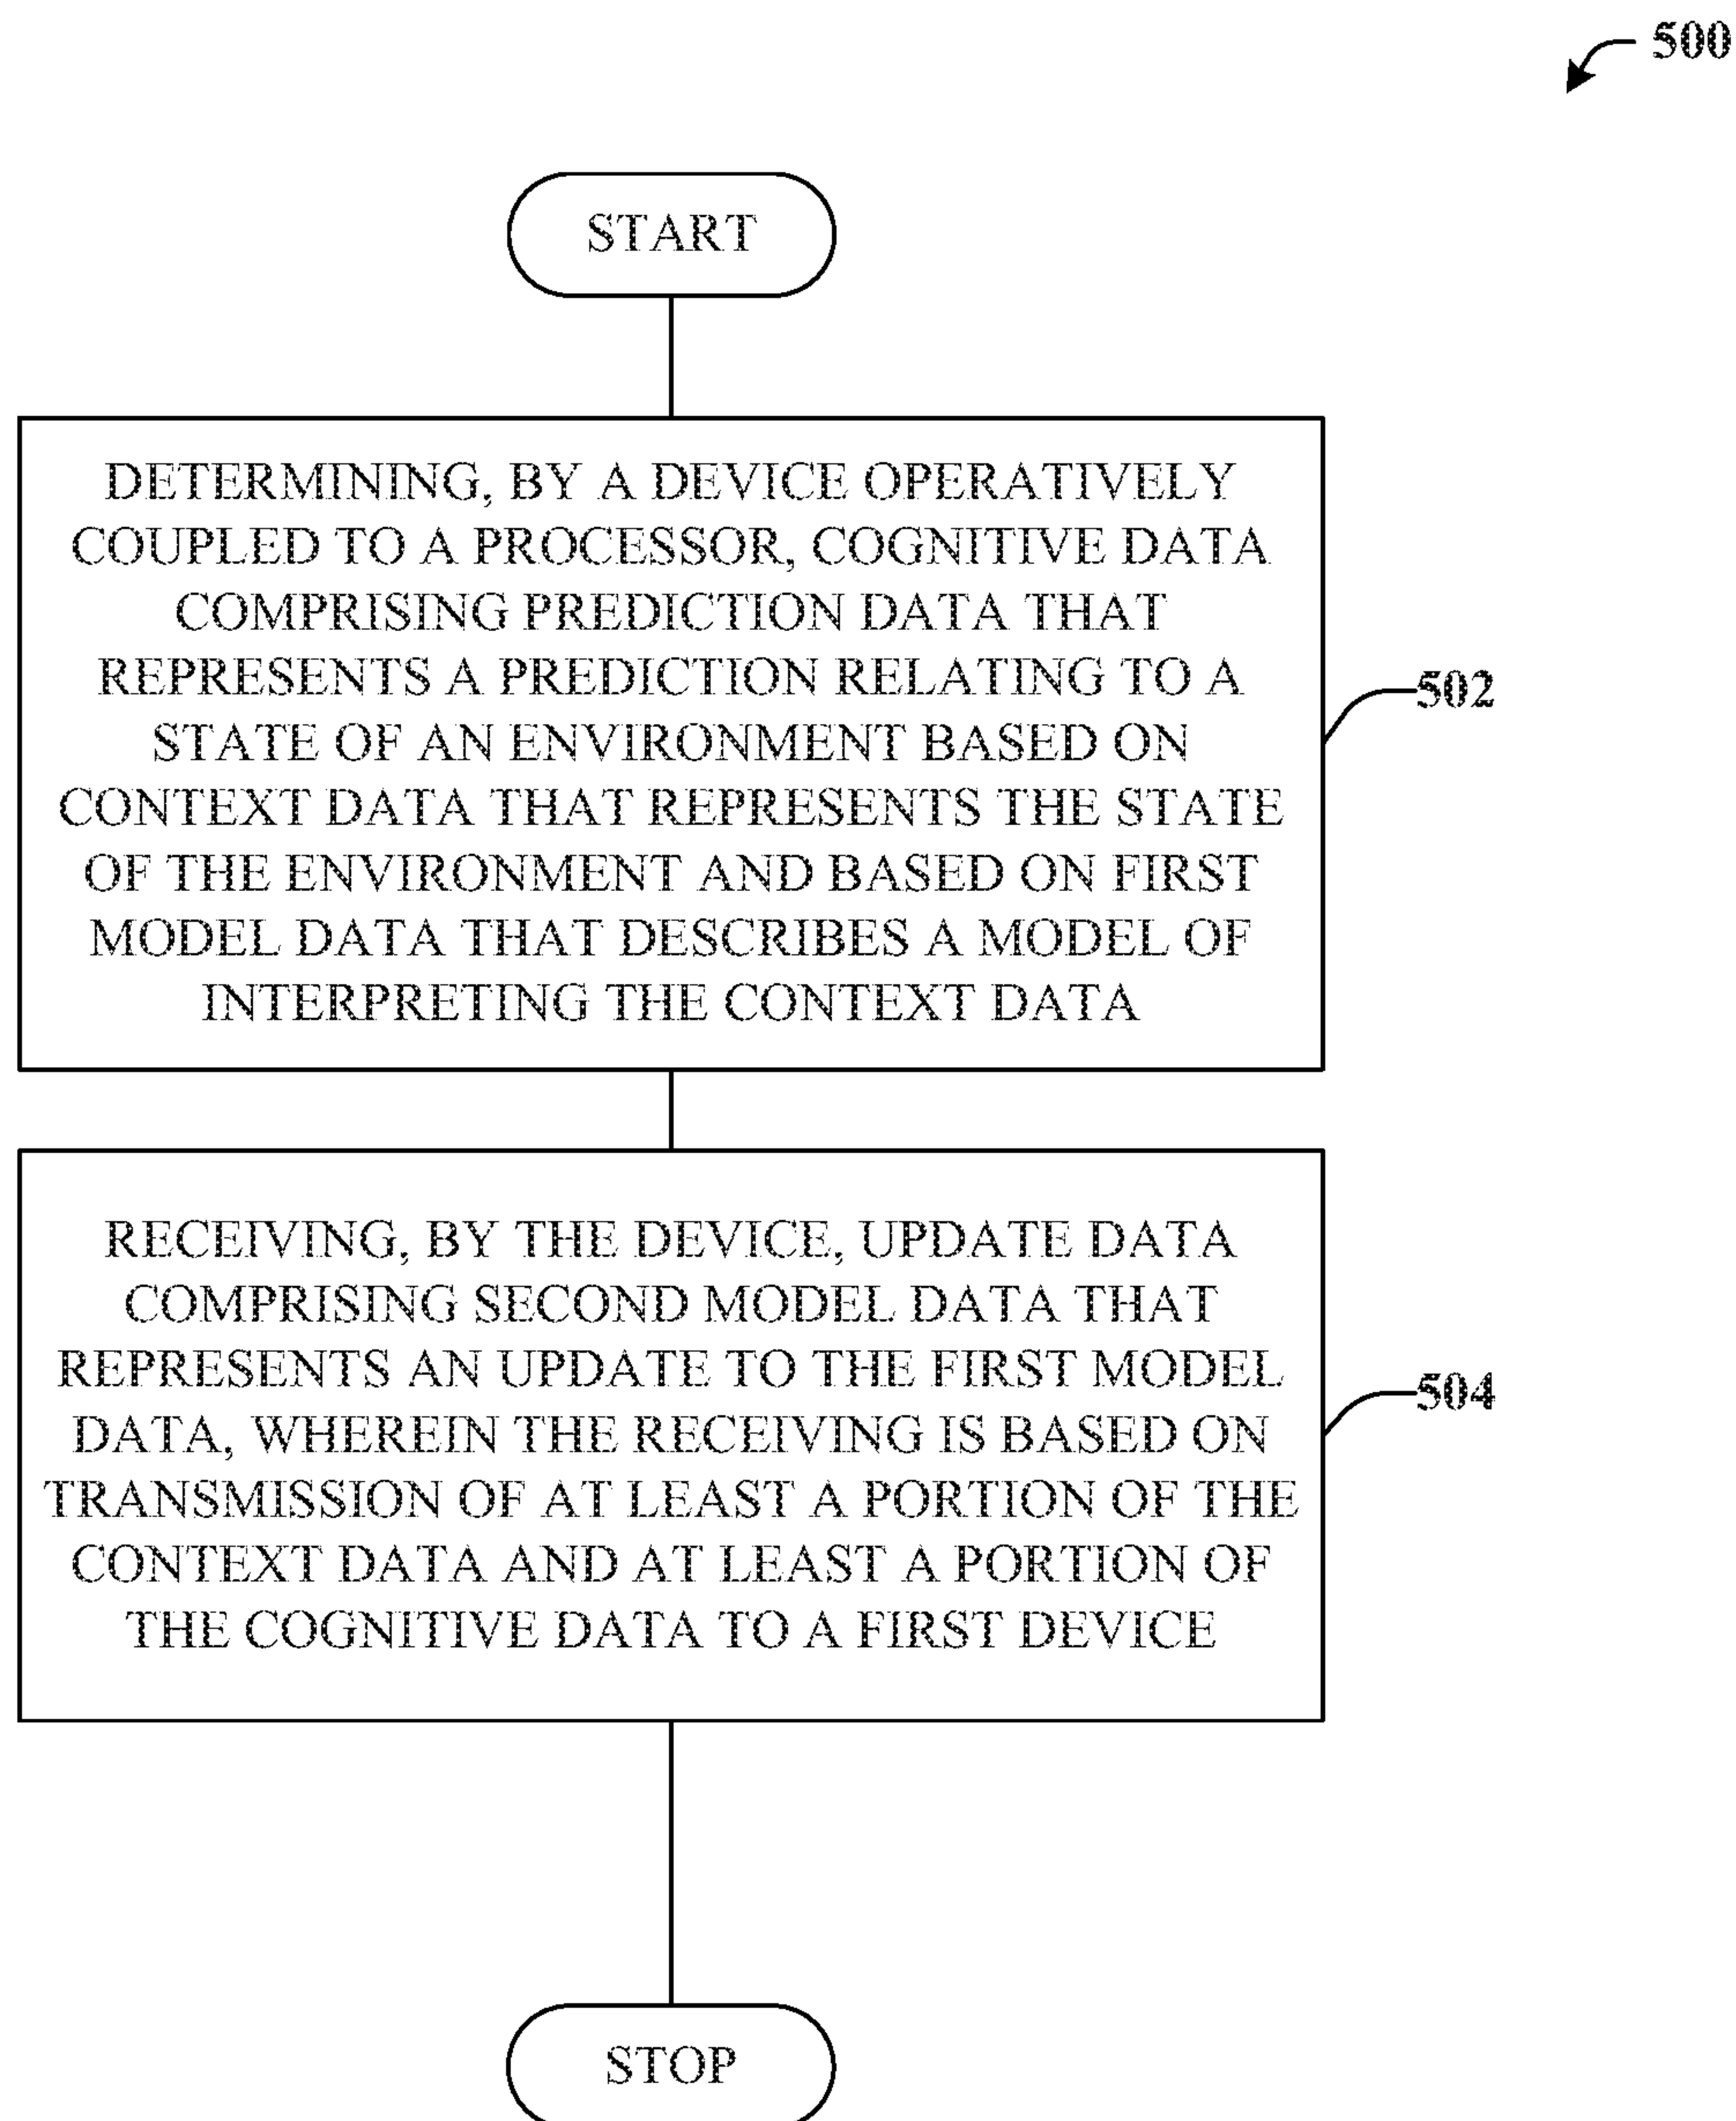 500
START
DETERMINING, BY A DEVICE OPERATIVELY
COUPLED TO A PROCESSOR, COGNITIVE DATA
COMPRISING PREDICTION DATA THAT
REPRESENTS A PREDICTION RELATING TO A
STATE OF AN ENVIRONMENT BASED ON
CONTEXT DATA THAT REPRESENTS THE STATE
OF THE ENVIRONMENT AND BASED ON FIRST
MODEL DATA THAT DESCRIBES A MODEL OF
INTERPRETING THE CONTEXT DATA
502
RECEIVING, BY THE DEVICE, UPDATE DATA
COMPRISING SECOND MODEL DATA THAT
REPRESENTS AN UPDATE TO THE FIRST MODEL
DATA, WHEREIN THE RECEIVING IS BASED ON
TRANSMISSION OF AT LEAST A PORTION OF THE
CONTEXT DATA AND AT LEAST A PORTION OF
THE COGNITIVE DATA TO A FIRST DEVICE
504
STOP